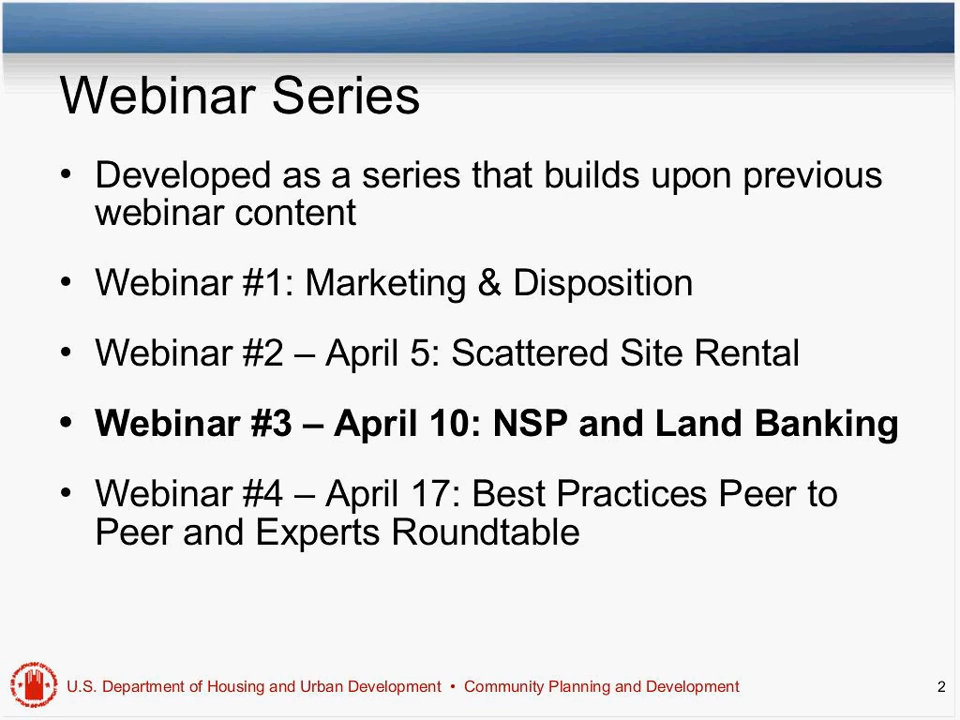 Webinar Series
• Developed as a series that builds upon previous
webinar content
• Webinar #1: Marketing & Disposition
• Webinar #2 – April 5: Scattered Site Rental
• Webinar #3 – April 10: NSP and Land Banking
• Webinar #4 – April 17: Best Practices Peer to
Peer and Experts Roundtable
U.S. Department of Housing and Urban Development • Community Planning and Development 2